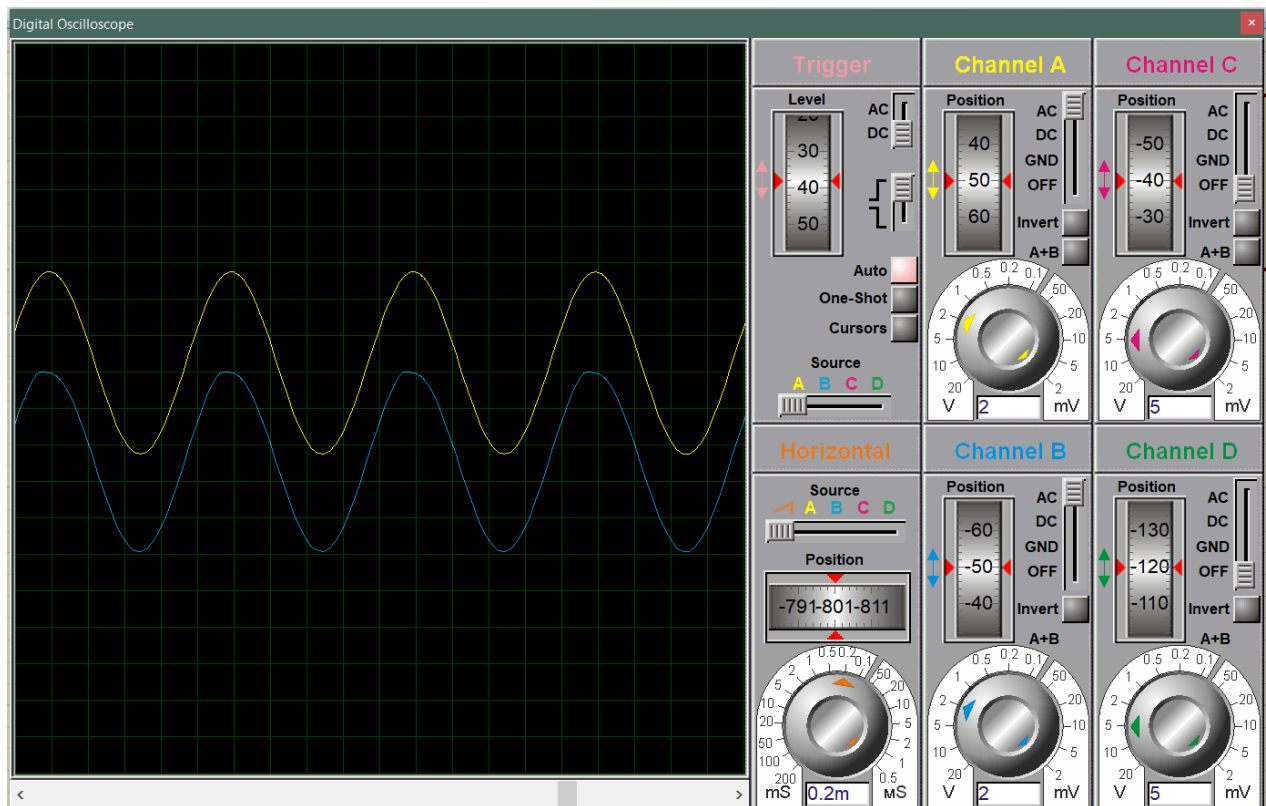 Digital Oscilloscope
×
Trigger
Level
20
30
40
50
AC
DC
Auto
One-Shot
Cursors
Source
A B C D
Channel A
Position
40
50
60
AC
DC
GND
OFF
Invert
A+B
20 10 5 2 1 0.5 0.2 0.1 50 20 10 5 2
V 2 mV
Channel C
Position
-50
-40
-30
AC
DC
GND
OFF
Invert
A+B
20 10 5 2 1 0.5 0.2 0.1 50 20 10 5 2
V 5 mV
Horizontal
Source
A B C D
Position
-791-801-811
200 100 50 20 10 5 2 1 0.5 0.2 0.1 50 20 10 5 2 1 0.5
mS 0.2m мS
Channel B
Position
-60
-50
-40
AC
DC
GND
OFF
Invert
A+B
20 10 5 2 1 0.5 0.2 0.1 50 20 10 5 2
V 2 mV
Channel D
Position
-130
-120
-110
AC
DC
GND
OFF
Invert
A+B
20 10 5 2 1 0.5 0.2 0.1 50 20 10 5 2
V 5 mV